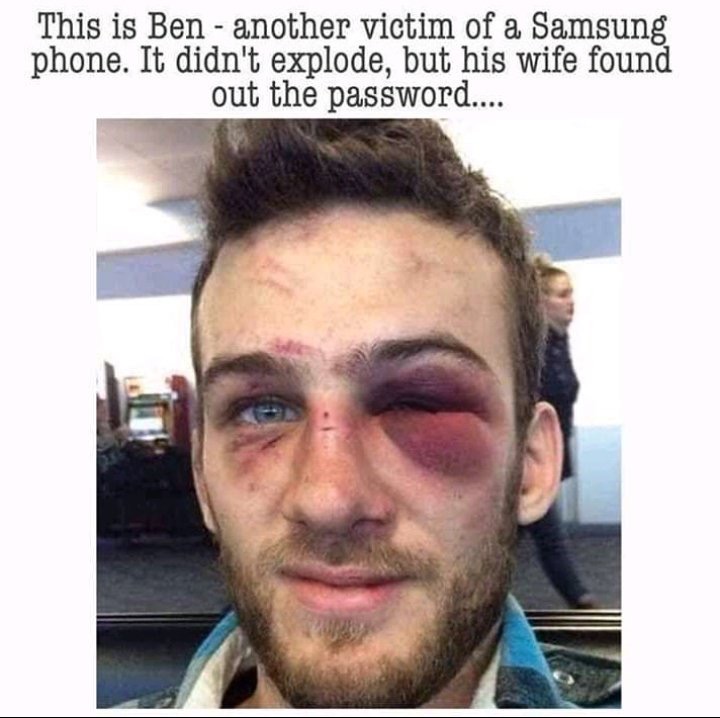 This is Ben - another victim of a Samsung
phone. It didn't explode, but his wife found
out the password....